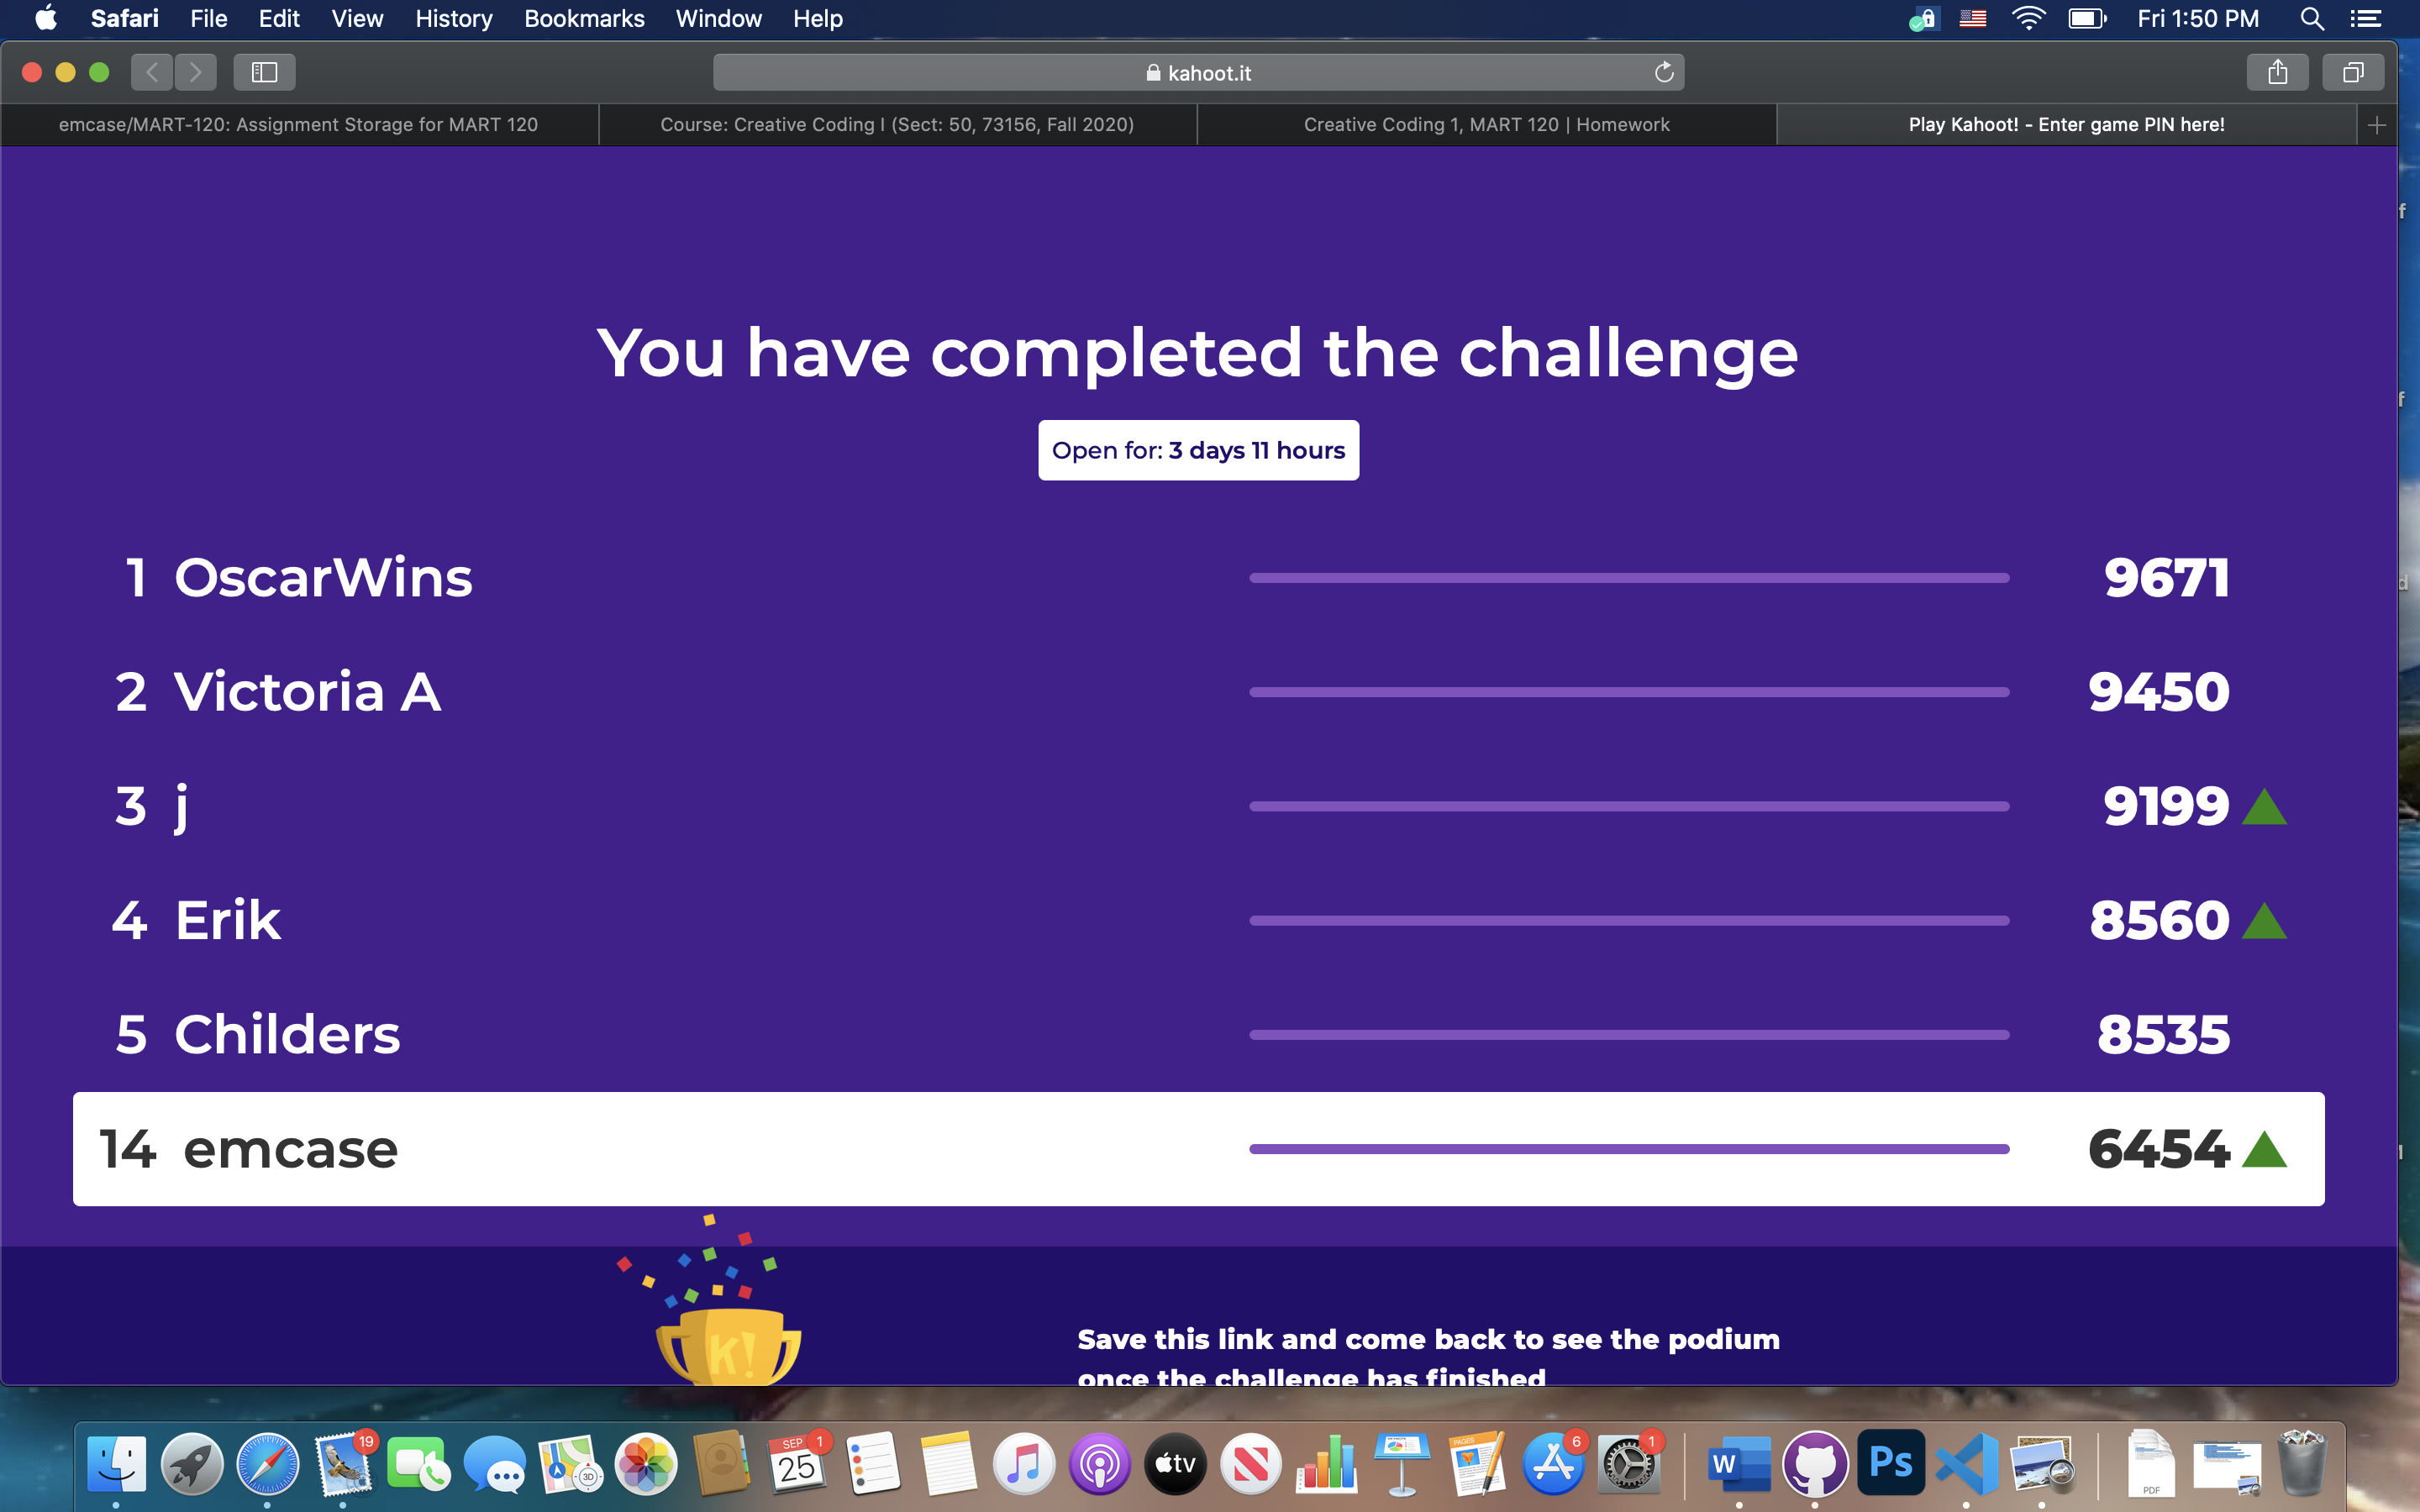 Safari File Edit View History Bookmarks Window Help Fri 1:50 PM
kahoot.it
emcase/MART-120: Assignment Storage for MART 120 Course: Creative Coding I (Sect: 50, 73156, Fall 2020) Creative Coding 1, MART 120 | Homework Play Kahoot! - Enter game PIN here!
You have completed the challenge
Open for: 3 days 11 hours
1 OscarWins 9671
2 Victoria A 9450
3 j 9199
4 Erik 8560
5 Childers 8535
14 emcase 6454
K!
Save this link and come back to see the podium
once the challenge has finished
19 SEP 1 25 3D tv PAGES 6 1 W Ps PDF